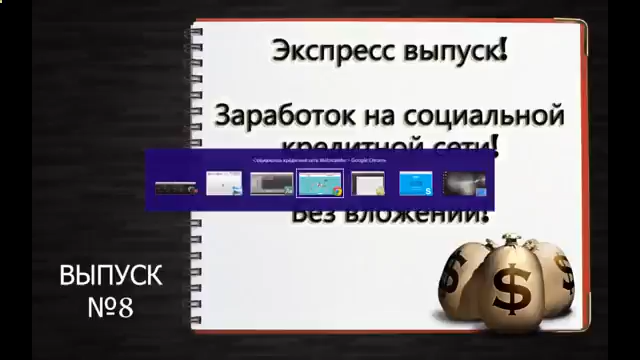 Экспресс выпуск!
Заработок на социальной
кредитной сети!
Без вложений!
ВЫПУСК
№8
$
$
$